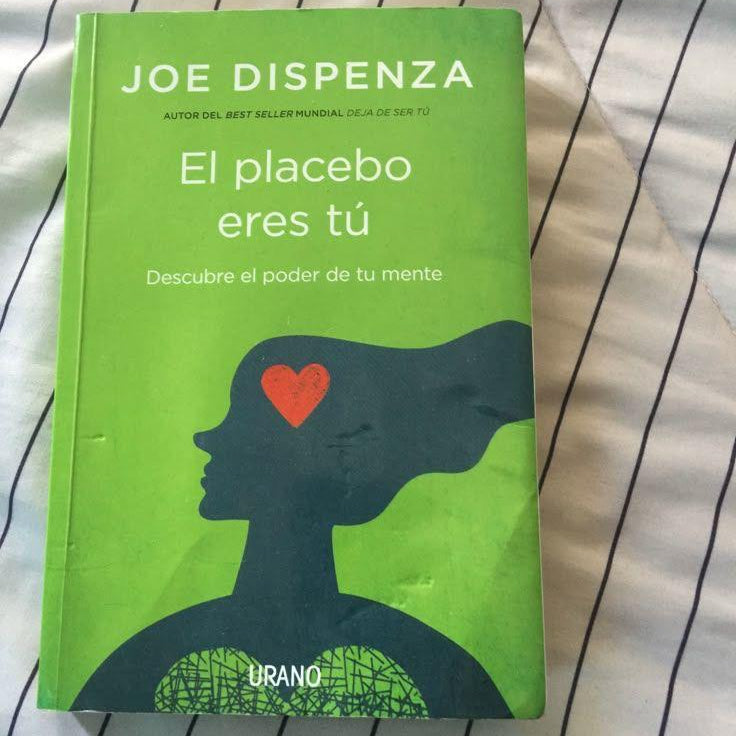 JOE DISPENZA
AUTOR DEL BEST SELLER MUNDIAL DEJA DE SER TÚ
El placebo
eres tú
Descubre el poder de tu mente
URANO